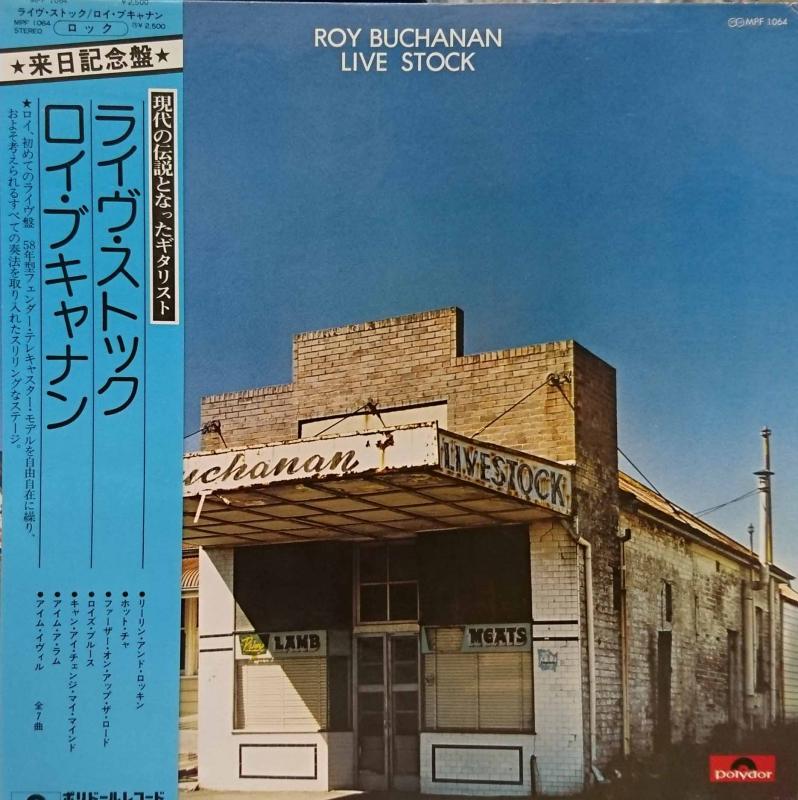 ライヴ・ストック/ロイ・ブキャナン
MPF 1064
STEREO
ロック
¥2,500
★来日記念盤★
現代の伝説となったギタリスト
ライヴ・ストック
ロイ・ブキャナン
★ロイ、初めてのライヴ盤 58年型フェンダー・テレキャスター・モデルを自由自在に繰り、
およそ考えられるすべての奏法を取り入れたスリリングなステージ。
●リーリン・アンド・ロッキン
●ホット・チャ
●ファーザー・オン・アップ・ザ・ロード
●ロイズ・ブルース
●キャン・アイ・チェンジ・マイ・マインド
●アイム・ア・ラム
●アイム・イヴィル
全7曲
ポリドールレコード
ROY BUCHANAN
LIVE STOCK
MPF 1064
uchanan
LIVESTOCK
Prime LAMB
MEATS
Polydor